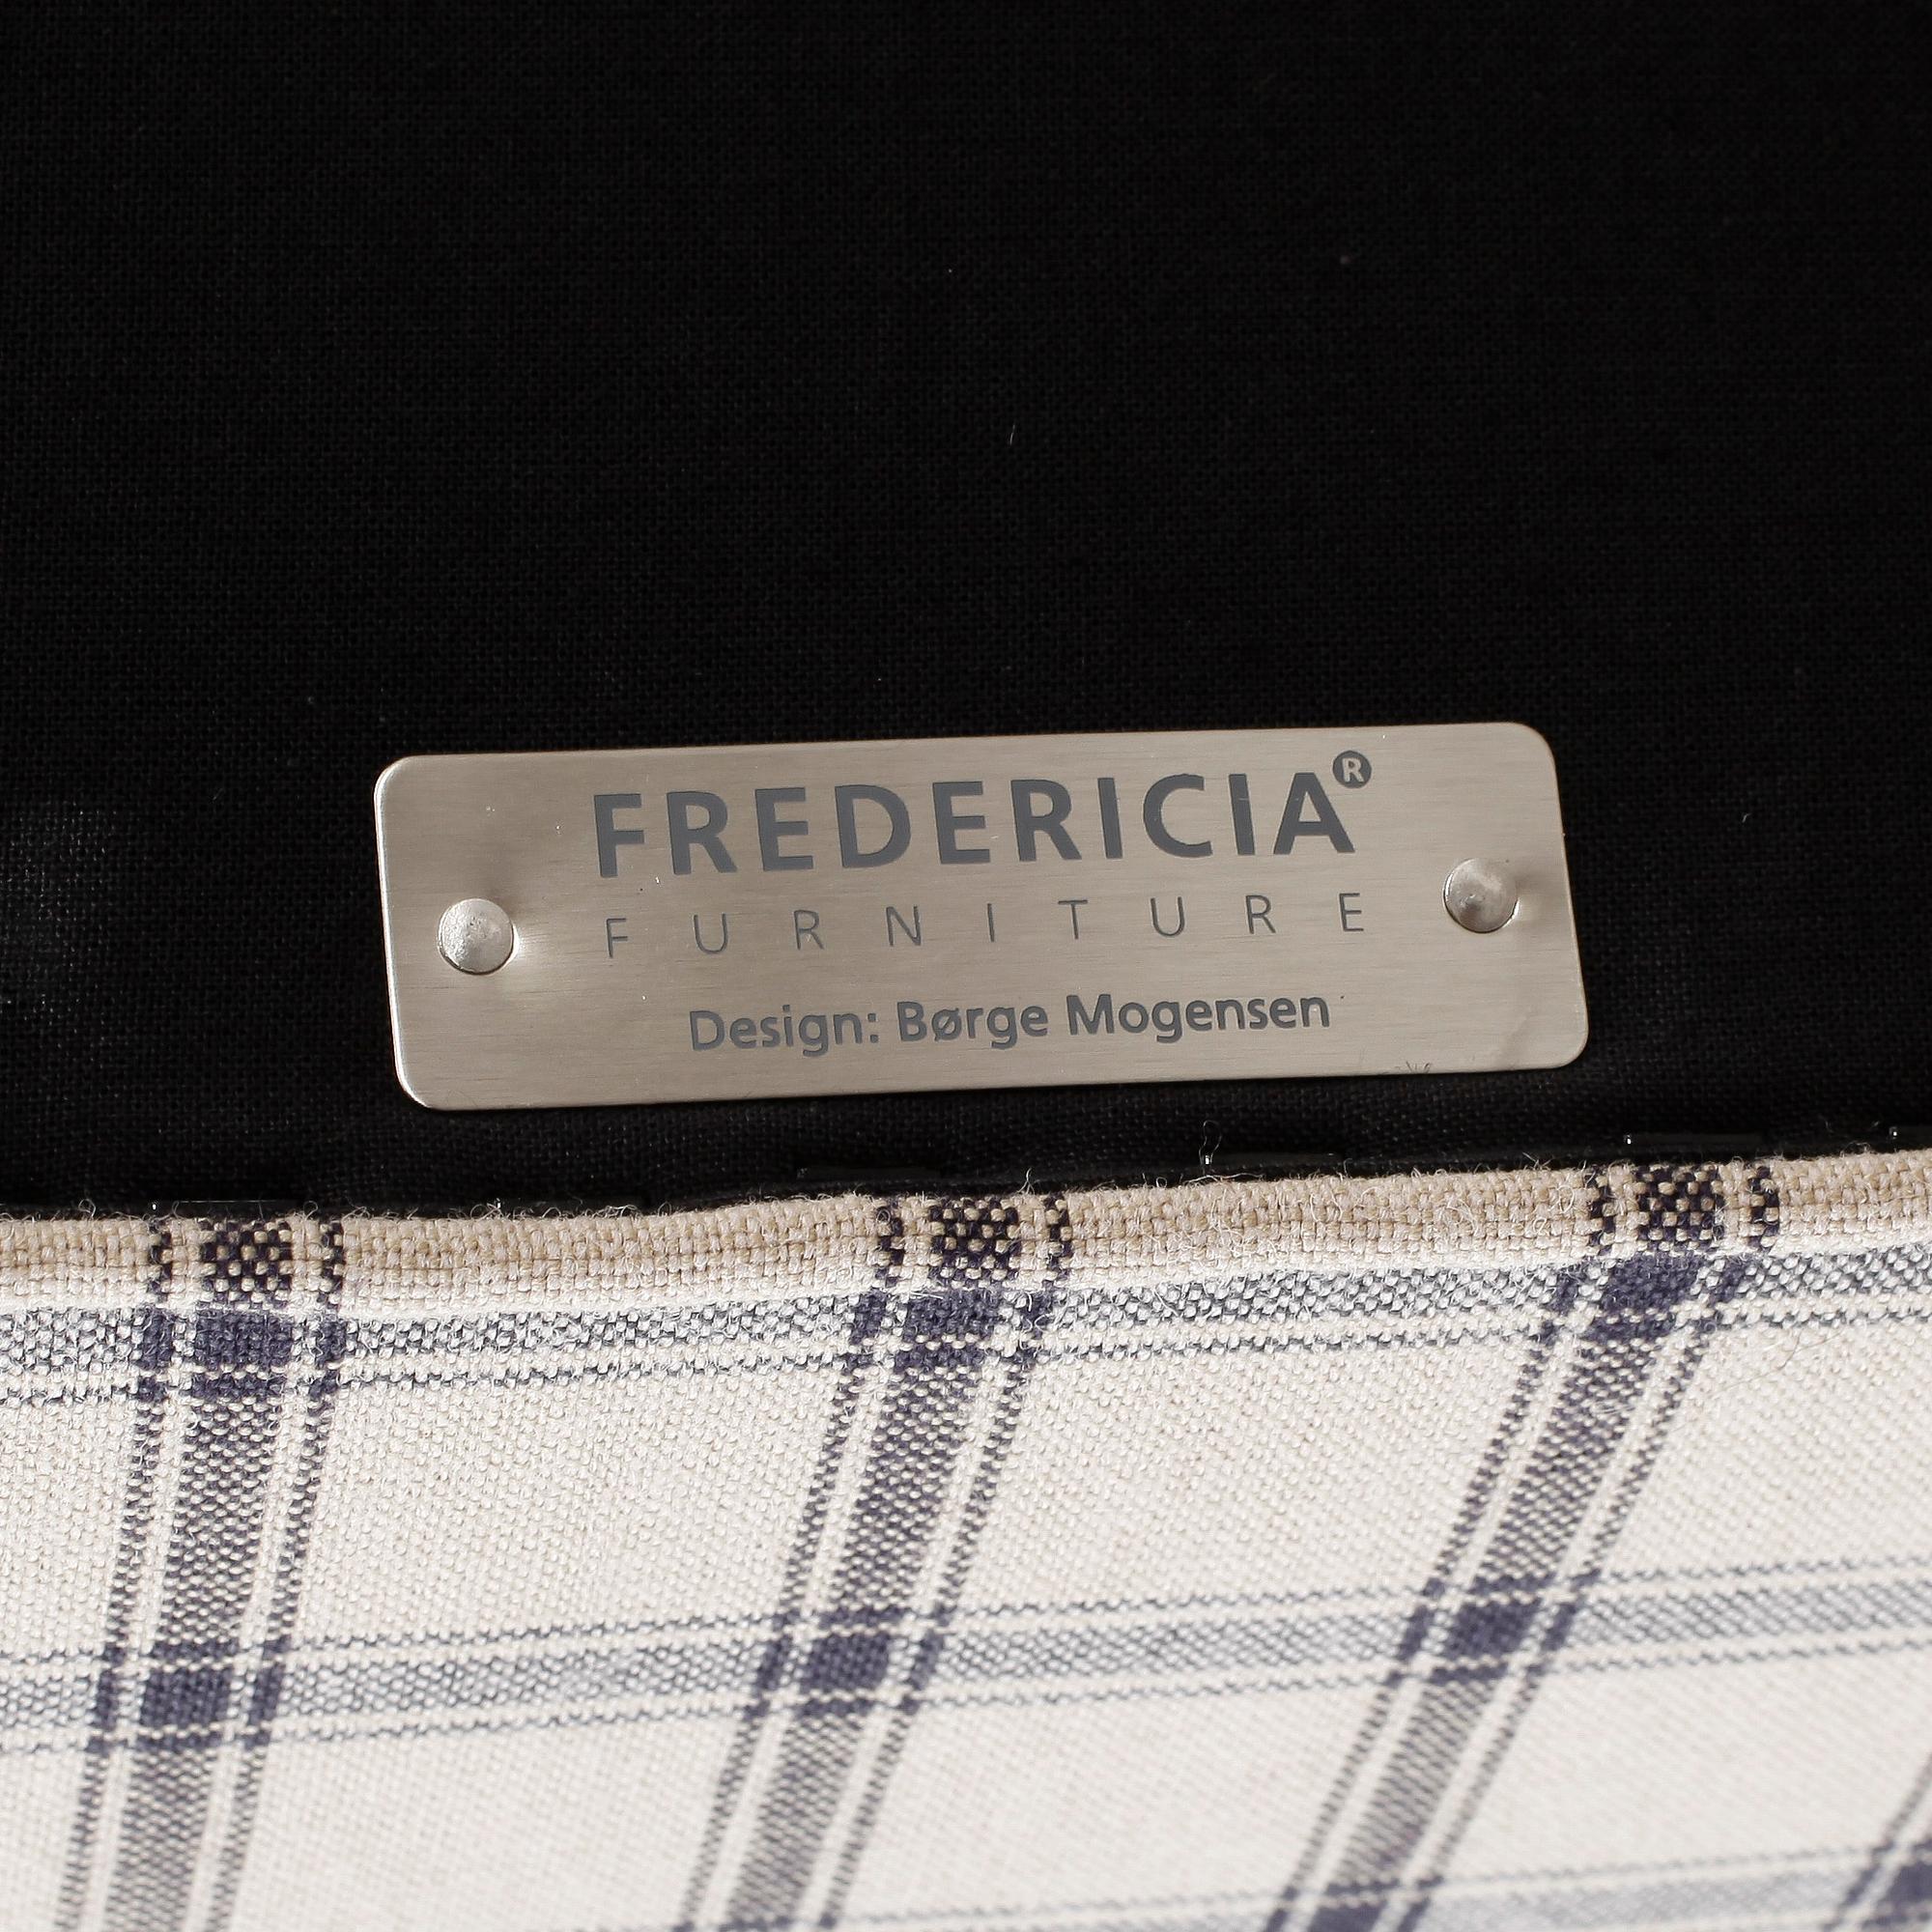 FREDERICIA®
FURNITURE
Design: Børge Mogensen